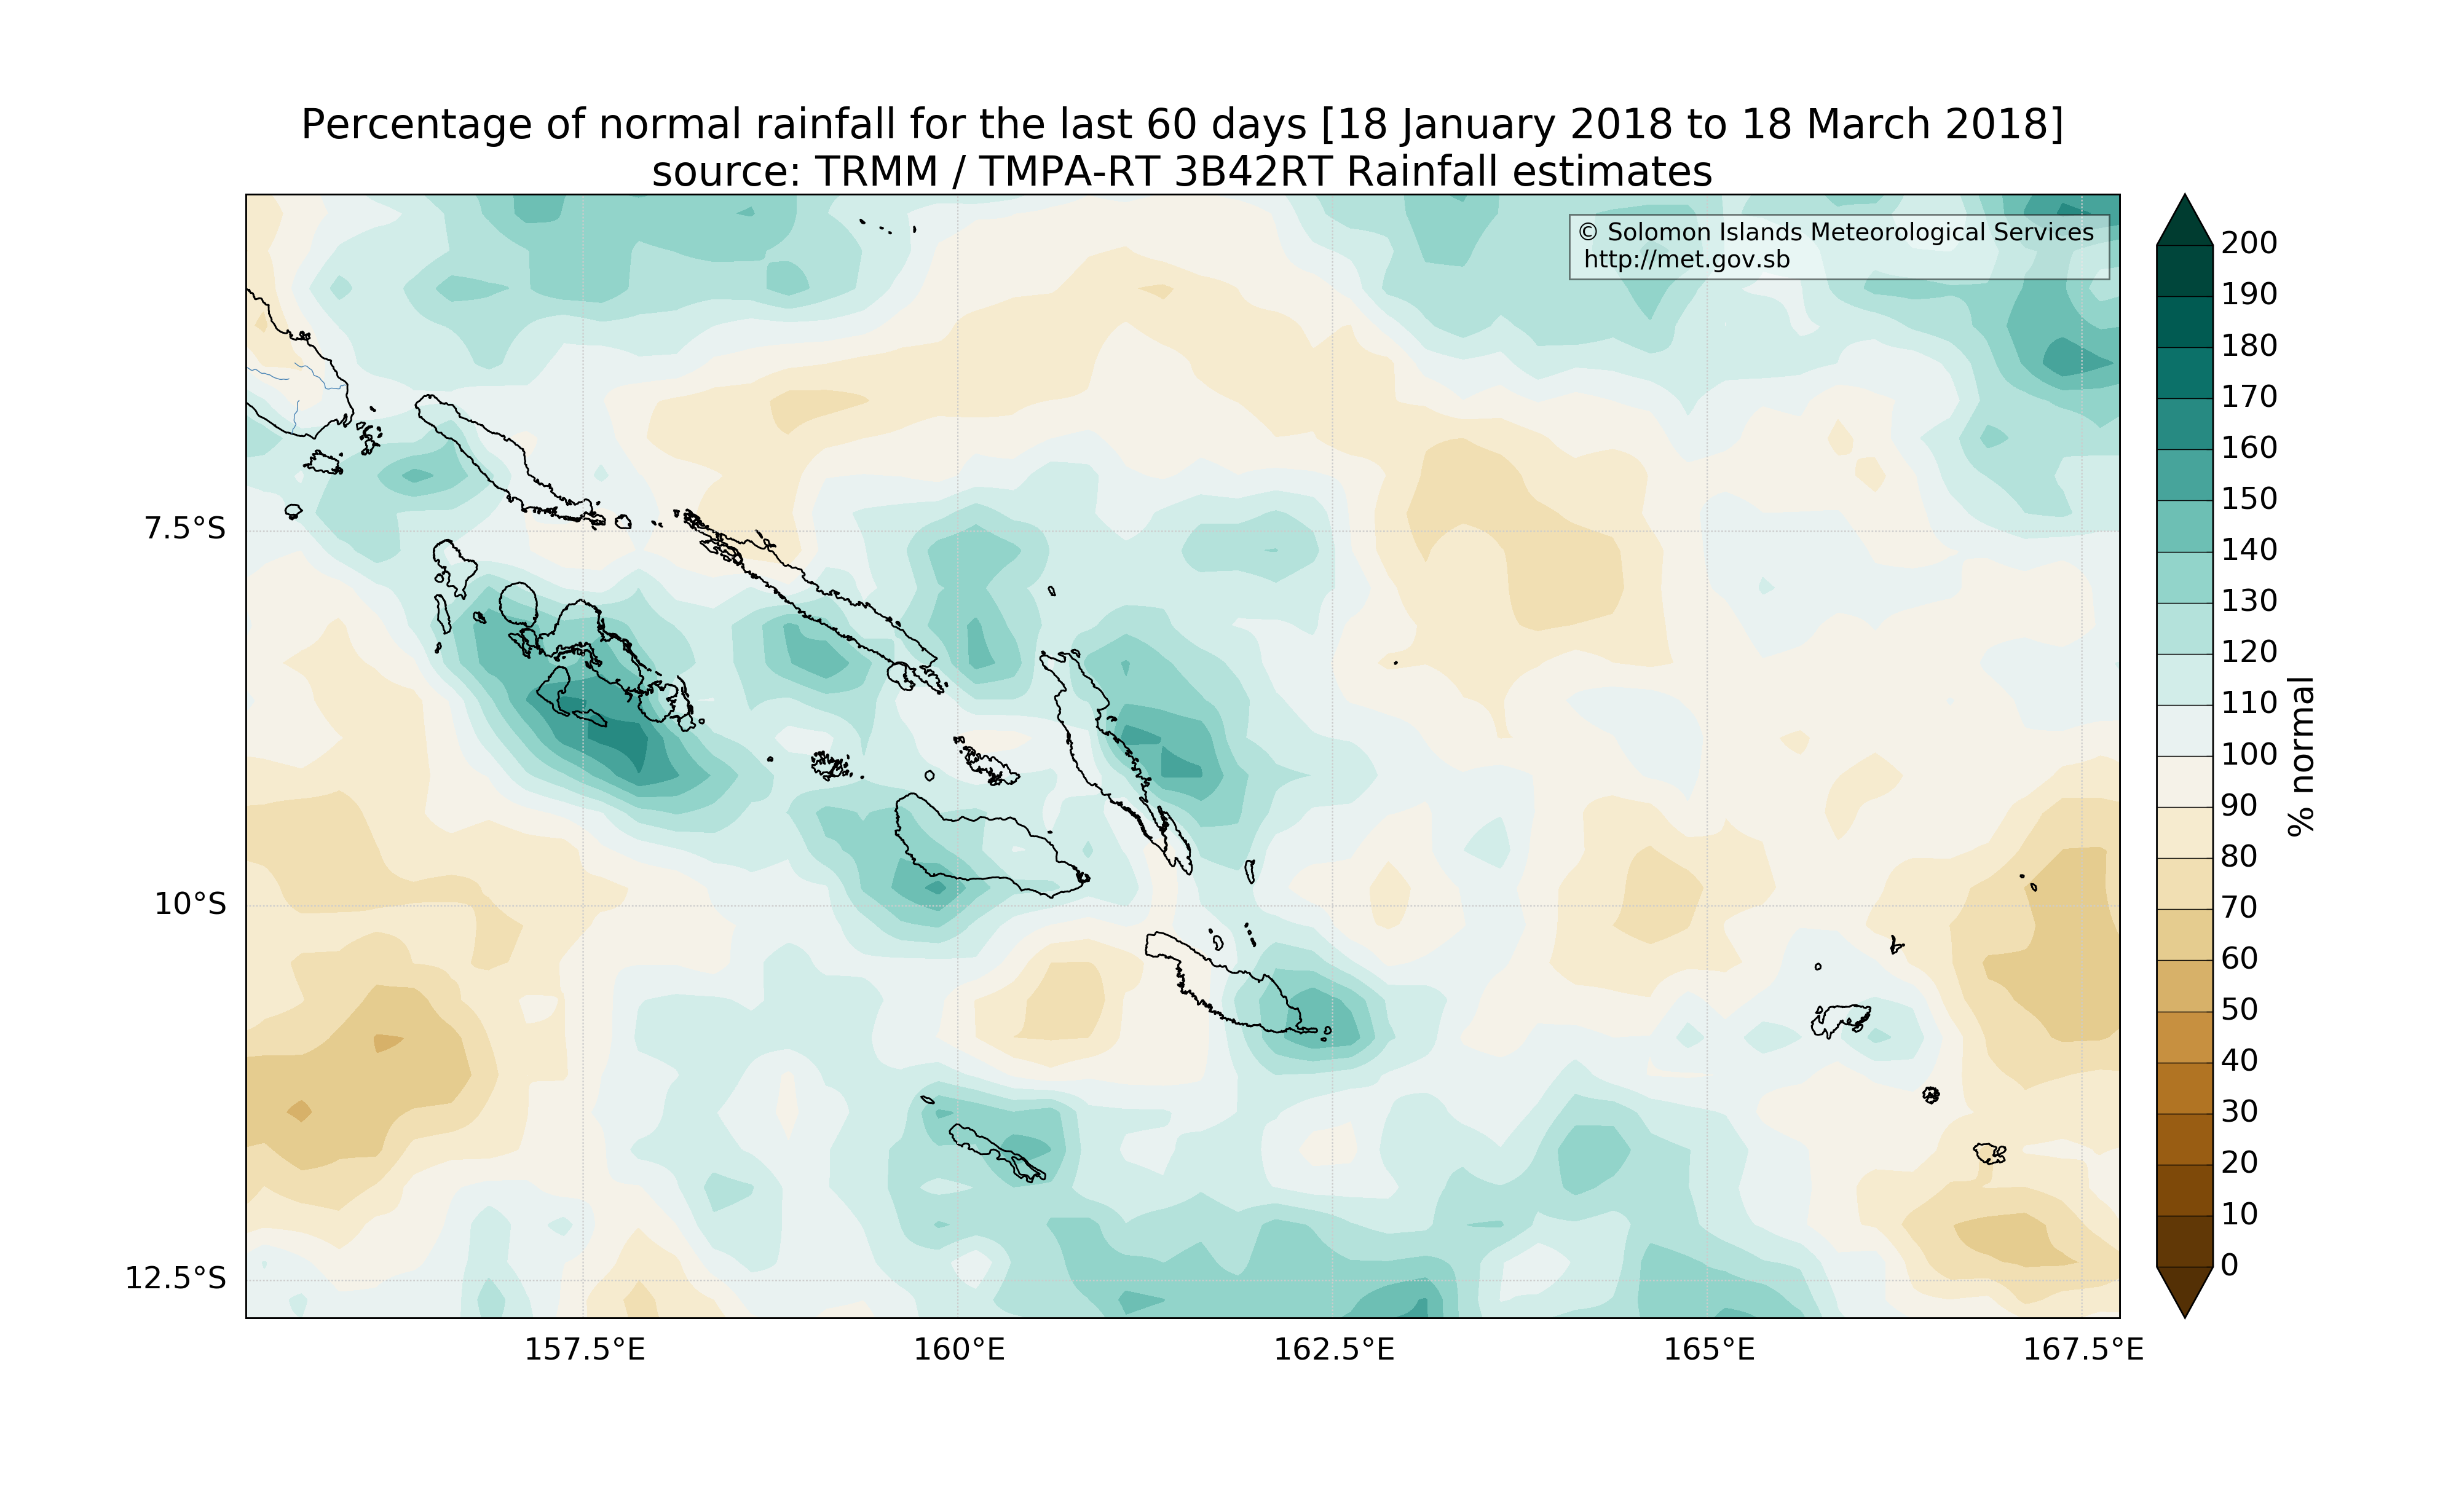 Percentage of normal rainfall for the last 60 days [18 January 2018 to 18 March 2018]
source: TRMM / TMPA-RT 3B42RT Rainfall estimates
© Solomon Islands Meteorological Services
http://met.gov.sb
7.5°S
10°S
12.5°S
157.5°E
160°E
162.5°E
165°E
167.5°E
200
190
180
170
160
150
140
130
120
110
100
90
80
70
60
50
40
30
20
10
0
% normal